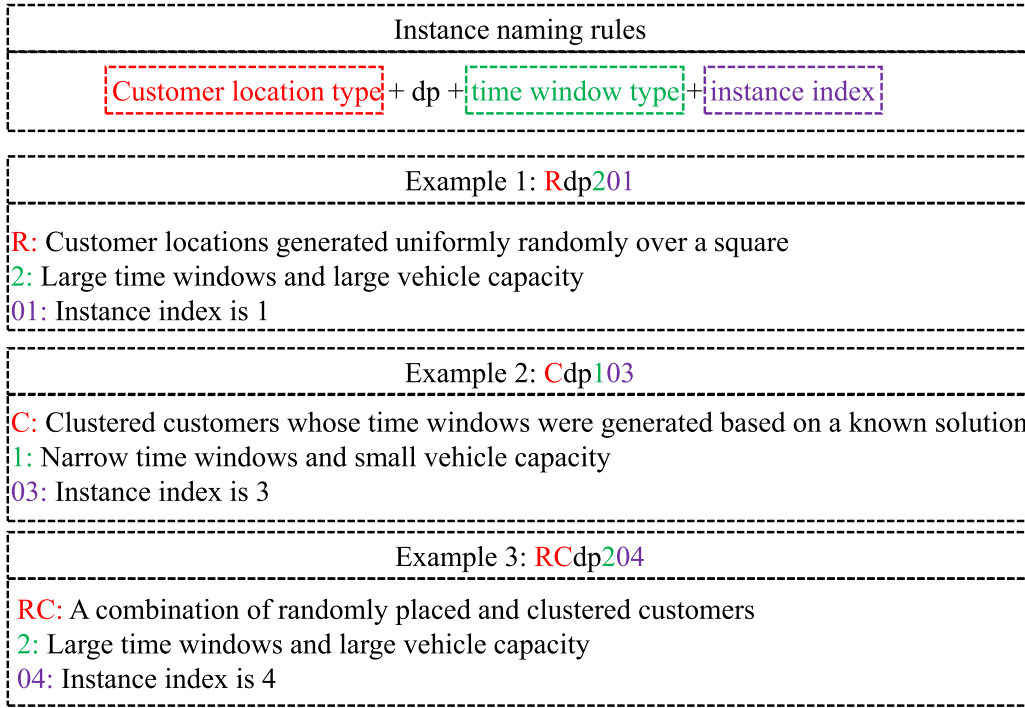 Instance naming rules
Customer location type + dp + time window type + instance index
Example 1: Rdp201
R: Customer locations generated uniformly randomly over a square
2: Large time windows and large vehicle capacity
01: Instance index is 1
Example 2: Cdp103
C: Clustered customers whose time windows were generated based on a known solution
1: Narrow time windows and small vehicle capacity
03: Instance index is 3
Example 3: RCdp204
RC: A combination of randomly placed and clustered customers
2: Large time windows and large vehicle capacity
04: Instance index is 4